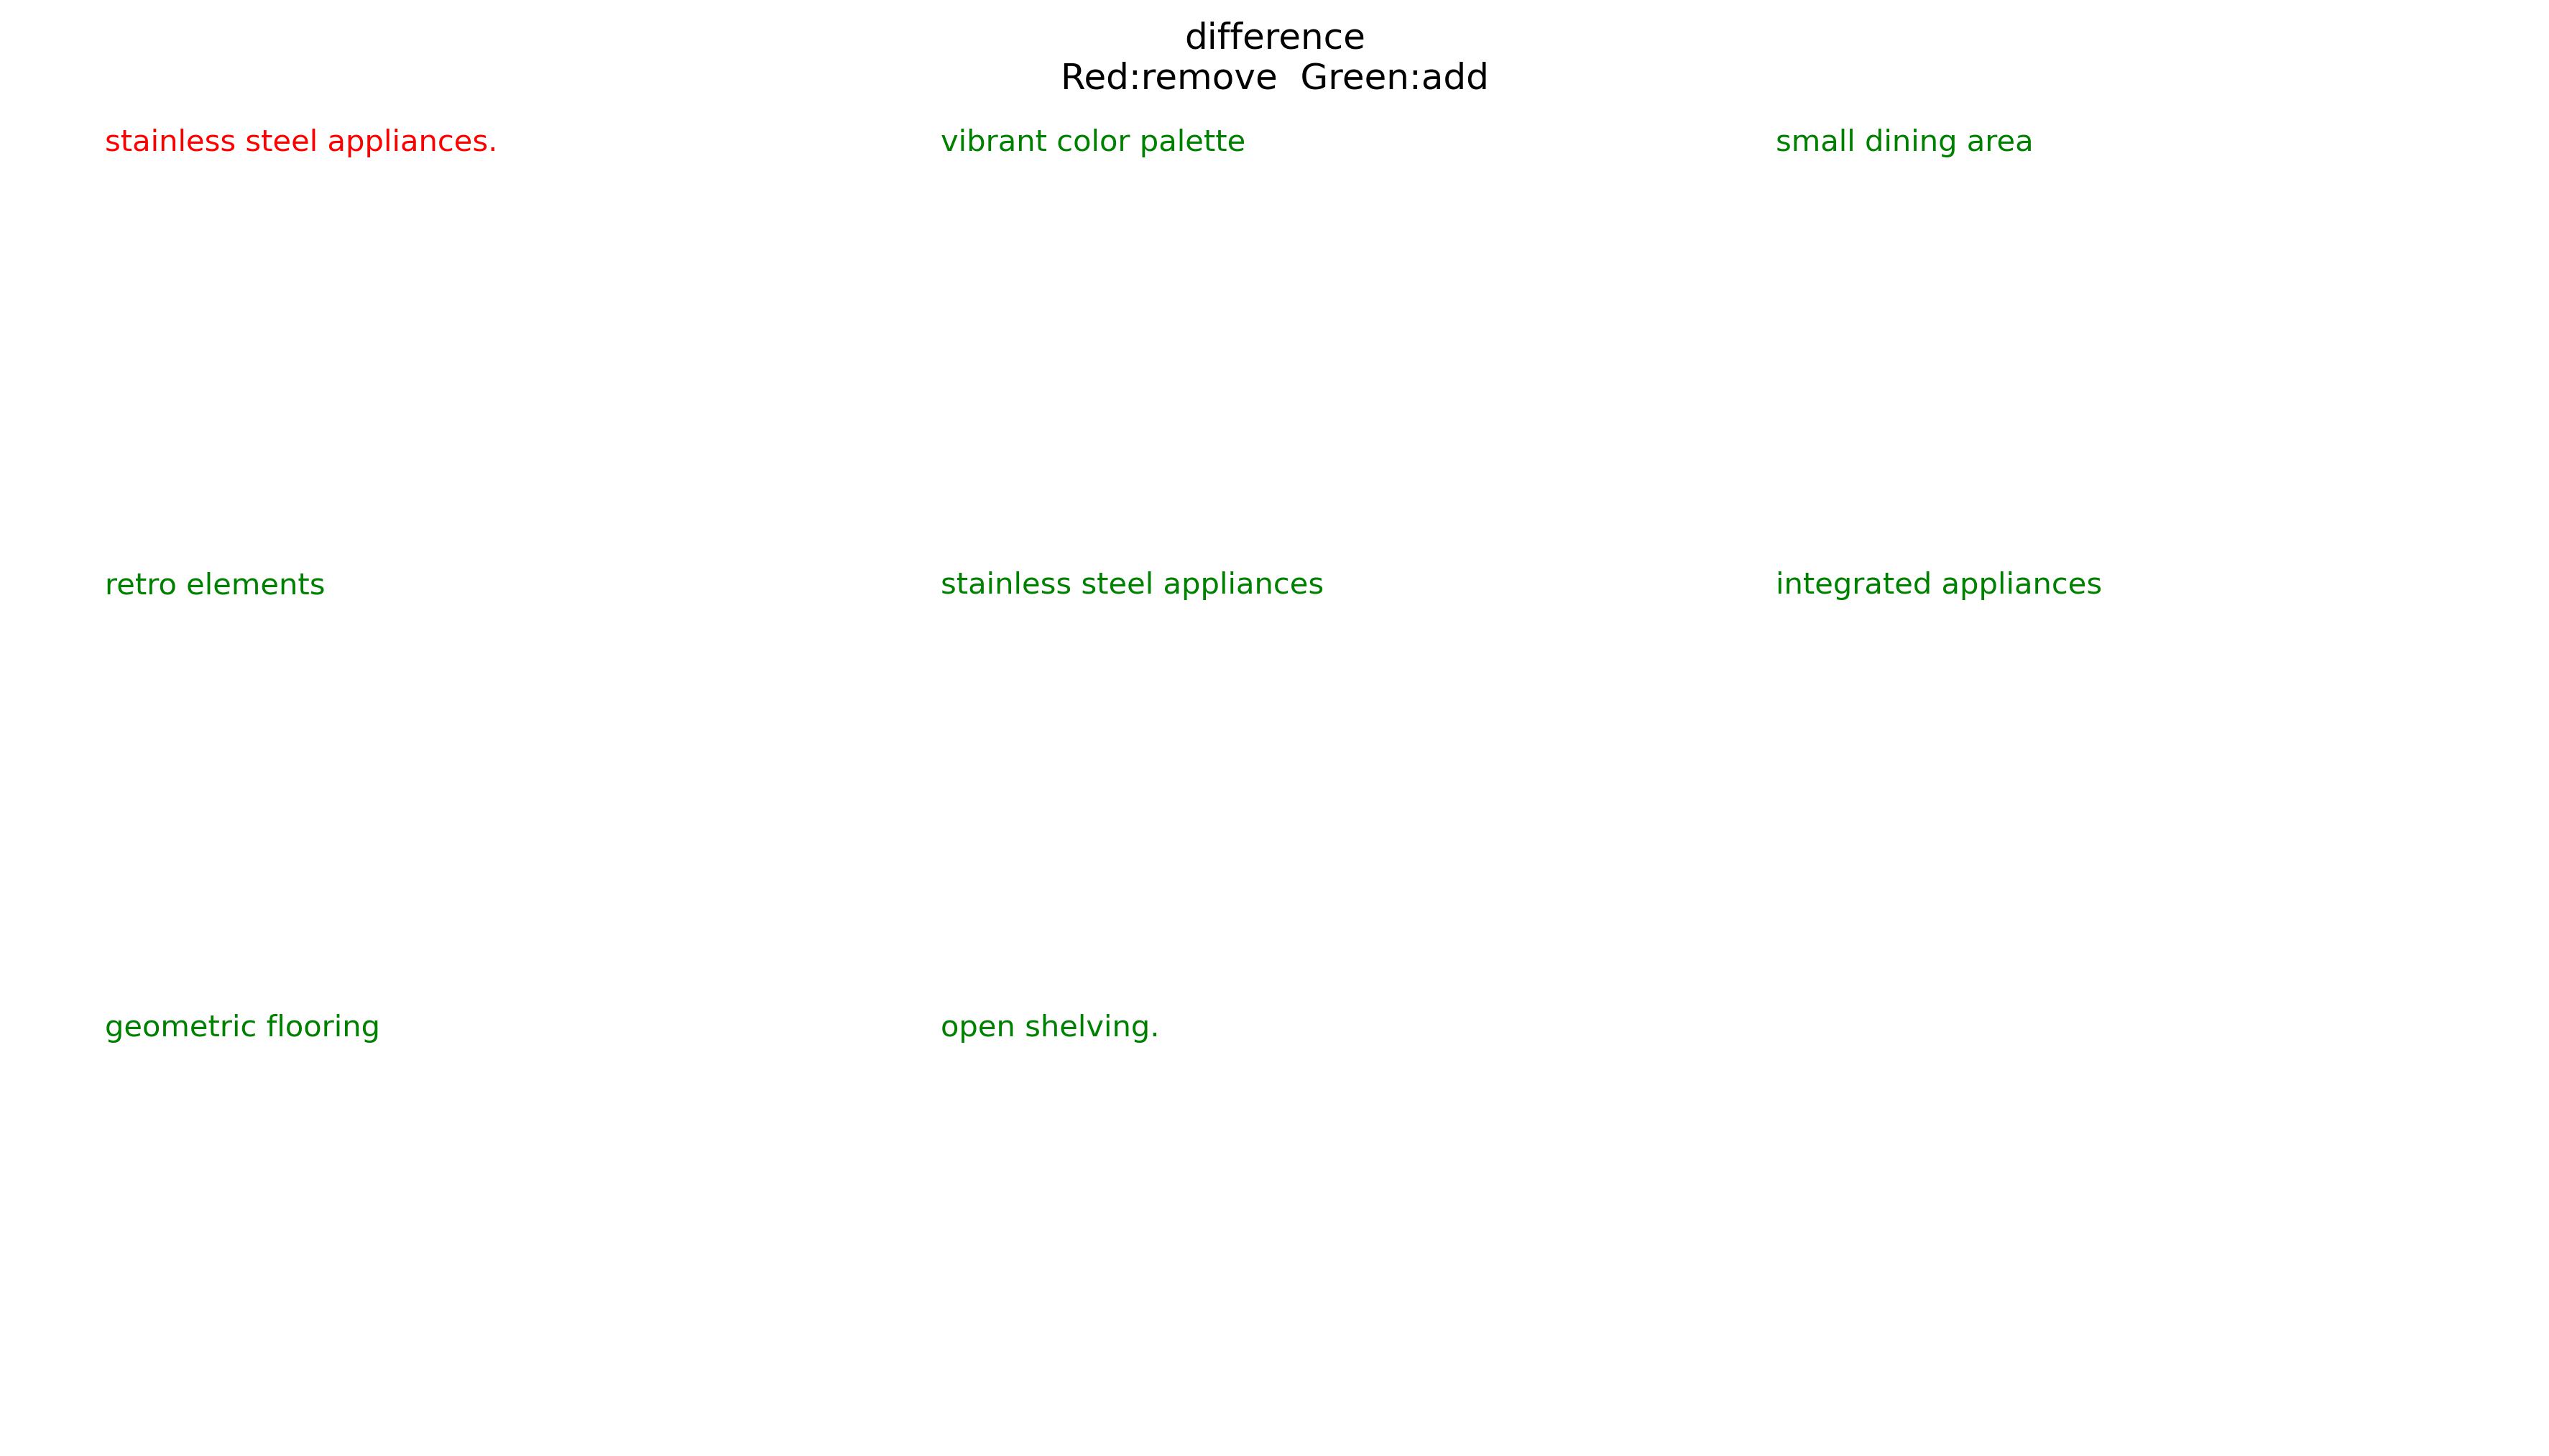 difference
Red:remove  Green:add
stainless steel appliances.
vibrant color palette
small dining area
retro elements
stainless steel appliances
integrated appliances
geometric flooring
open shelving.